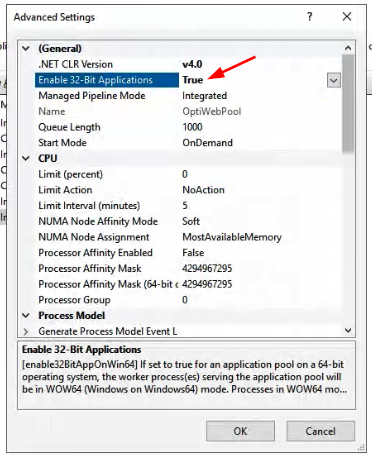 Advanced Settings ? X
(General)
.NET CLR Version v4.0
Enable 32-Bit Applications True
Managed Pipeline Mode Integrated
Name OptiWebPool
Queue Length 1000
Start Mode OnDemand
CPU
Limit (percent) 0
Limit Action NoAction
Limit Interval (minutes) 5
NUMA Node Affinity Mode Soft
NUMA Node Assignment MostAvailableMemory
Processor Affinity Enabled False
Processor Affinity Mask 4294967295
Processor Affinity Mask (64-bit c 4294967295
Processor Group 0
Process Model
Generate Process Model Event L
Enable 32-Bit Applications
[enable32BitAppOnWin64] If set to true for an application pool on a 64-bit
operating system, the worker process(es) serving the application pool will
be in WOW64 (Windows on Windows64) mode. Processes in WOW64 mo...
OK Cancel